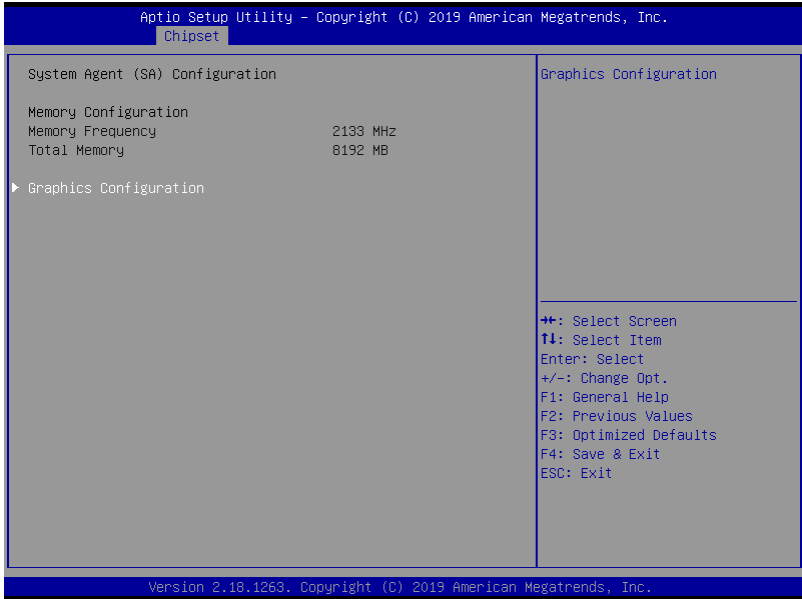 Aptio Setup Utility – Copyright (C) 2019 American Megatrends, Inc.
Chipset
System Agent (SA) Configuration
Memory Configuration
Memory Frequency 2133 MHz
Total Memory 8192 MB
Graphics Configuration
Graphics Configuration
→←: Select Screen
↑↓: Select Item
Enter: Select
+/-: Change Opt.
F1: General Help
F2: Previous Values
F3: Optimized Defaults
F4: Save & Exit
ESC: Exit
Version 2.18.1263. Copyright (C) 2019 American Megatrends, Inc.